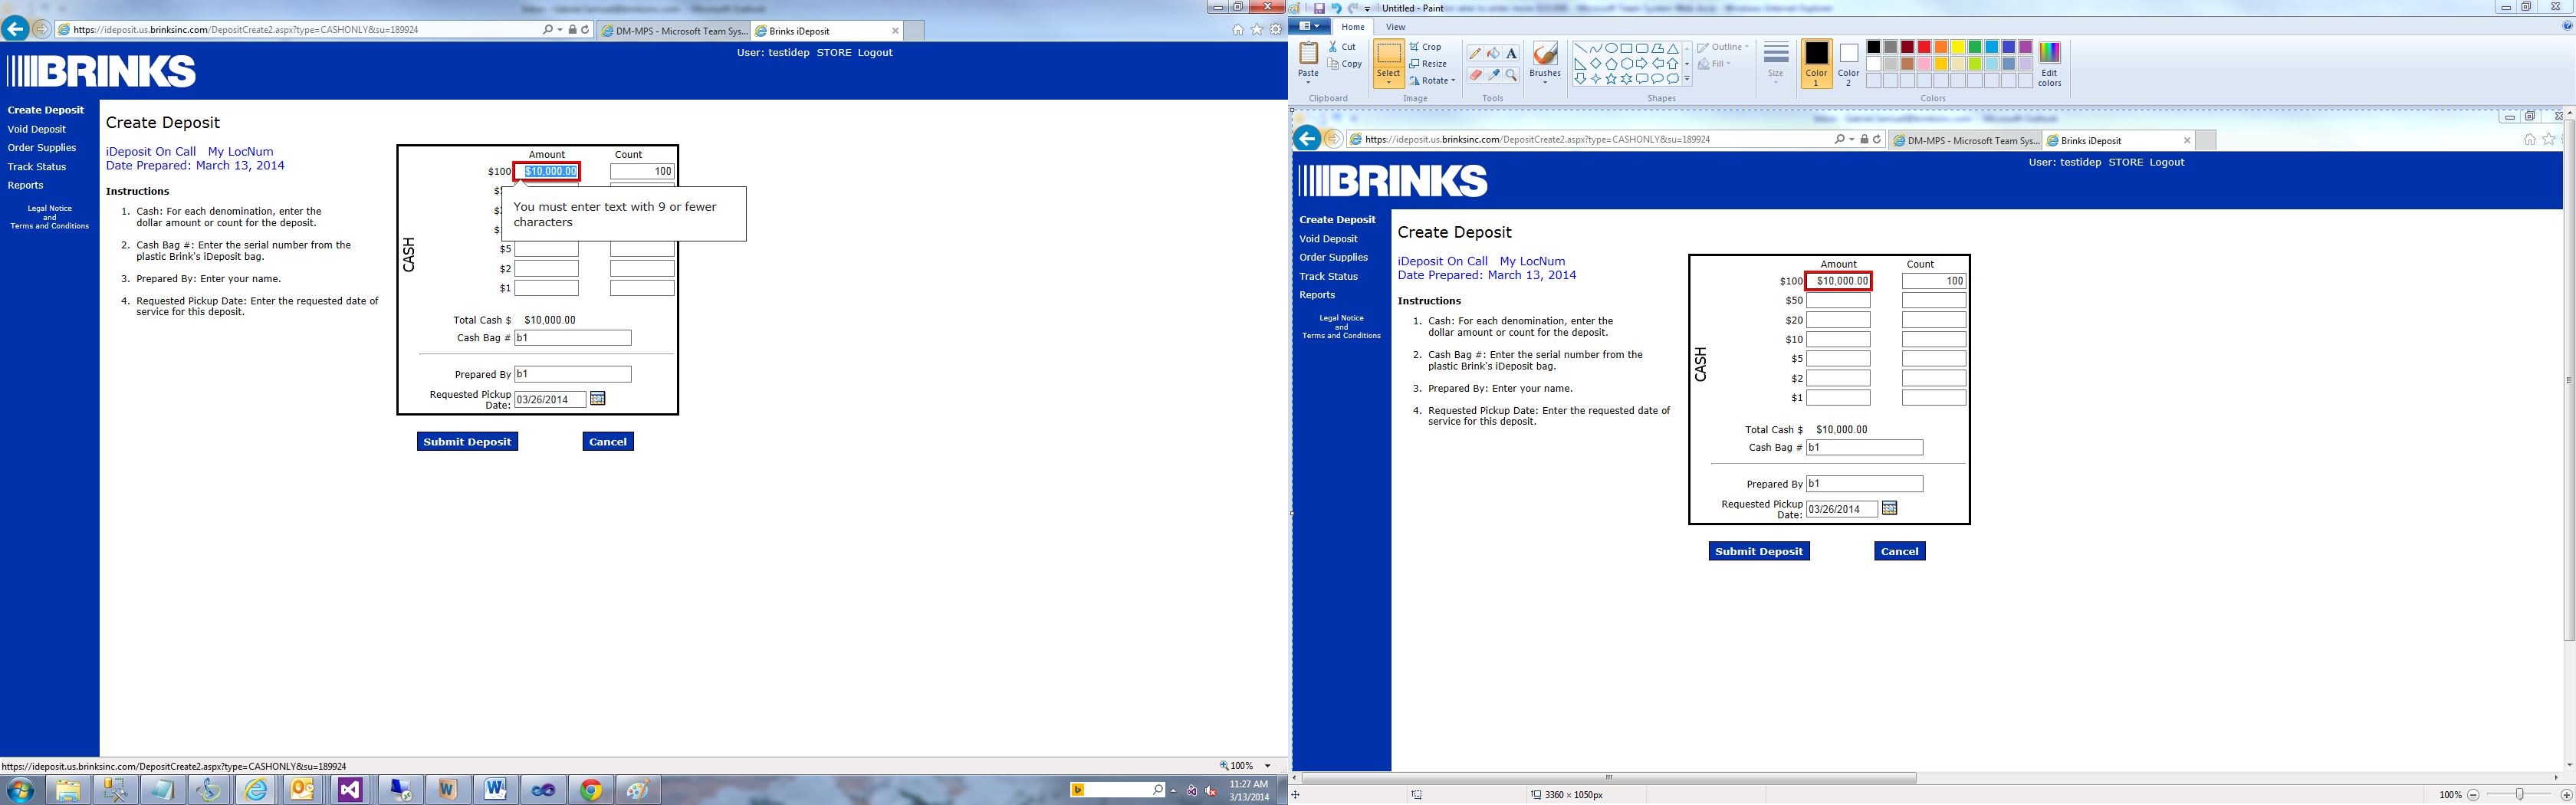 https://ideposit.us.brinksinc.com/DepositCreate2.aspx?type=CASHONLY&su=189924
DM-MPS - Microsoft Team Sys...
Brinks iDeposit
BRINKS
User: testidep STORE Logout
Create Deposit
Void Deposit
Order Supplies
Track Status
Reports
Legal Notice
and
Terms and Conditions
Create Deposit
iDeposit On Call My LocNum
Date Prepared: March 13, 2014
Instructions
1. Cash: For each denomination, enter the
dollar amount or count for the deposit.
2. Cash Bag #: Enter the serial number from the
plastic Brink's iDeposit bag.
3. Prepared By: Enter your name.
4. Requested Pickup Date: Enter the requested date of
service for this deposit.
CASH
Amount Count
$100 $10,000.00 100
You must enter text with 9 or fewer
characters
$5
$2
$1
Total Cash $ $10,000.00
Cash Bag # b1
Prepared By b1
Requested Pickup
Date: 03/26/2014
Submit Deposit Cancel
https://ideposit.us.brinksinc.com/DepositCreate2.aspx?type=CASHONLY&su=189924
100%
11:27 AM
3/13/2014
Untitled - Paint
Home View
Paste
Cut
Copy
Clipboard
Select
Crop
Resize
Rotate
Image
Tools
Brushes
Shapes
Outline
Fill
Size
Color
1
Color
2
Edit
colors
Colors
https://ideposit.us.brinksinc.com/DepositCreate2.aspx?type=CASHONLY&su=189924
DM-MPS - Microsoft Team Sys...
Brinks iDeposit
BRINKS
User: testidep STORE Logout
Create Deposit
Void Deposit
Order Supplies
Track Status
Reports
Legal Notice
and
Terms and Conditions
Create Deposit
iDeposit On Call My LocNum
Date Prepared: March 13, 2014
Instructions
1. Cash: For each denomination, enter the
dollar amount or count for the deposit.
2. Cash Bag #: Enter the serial number from the
plastic Brink's iDeposit bag.
3. Prepared By: Enter your name.
4. Requested Pickup Date: Enter the requested date of
service for this deposit.
CASH
Amount Count
$100 $10,000.00 100
$50
$20
$10
$5
$2
$1
Total Cash $ $10,000.00
Cash Bag # b1
Prepared By b1
Requested Pickup
Date: 03/26/2014
Submit Deposit Cancel
3360 × 1050px
100%